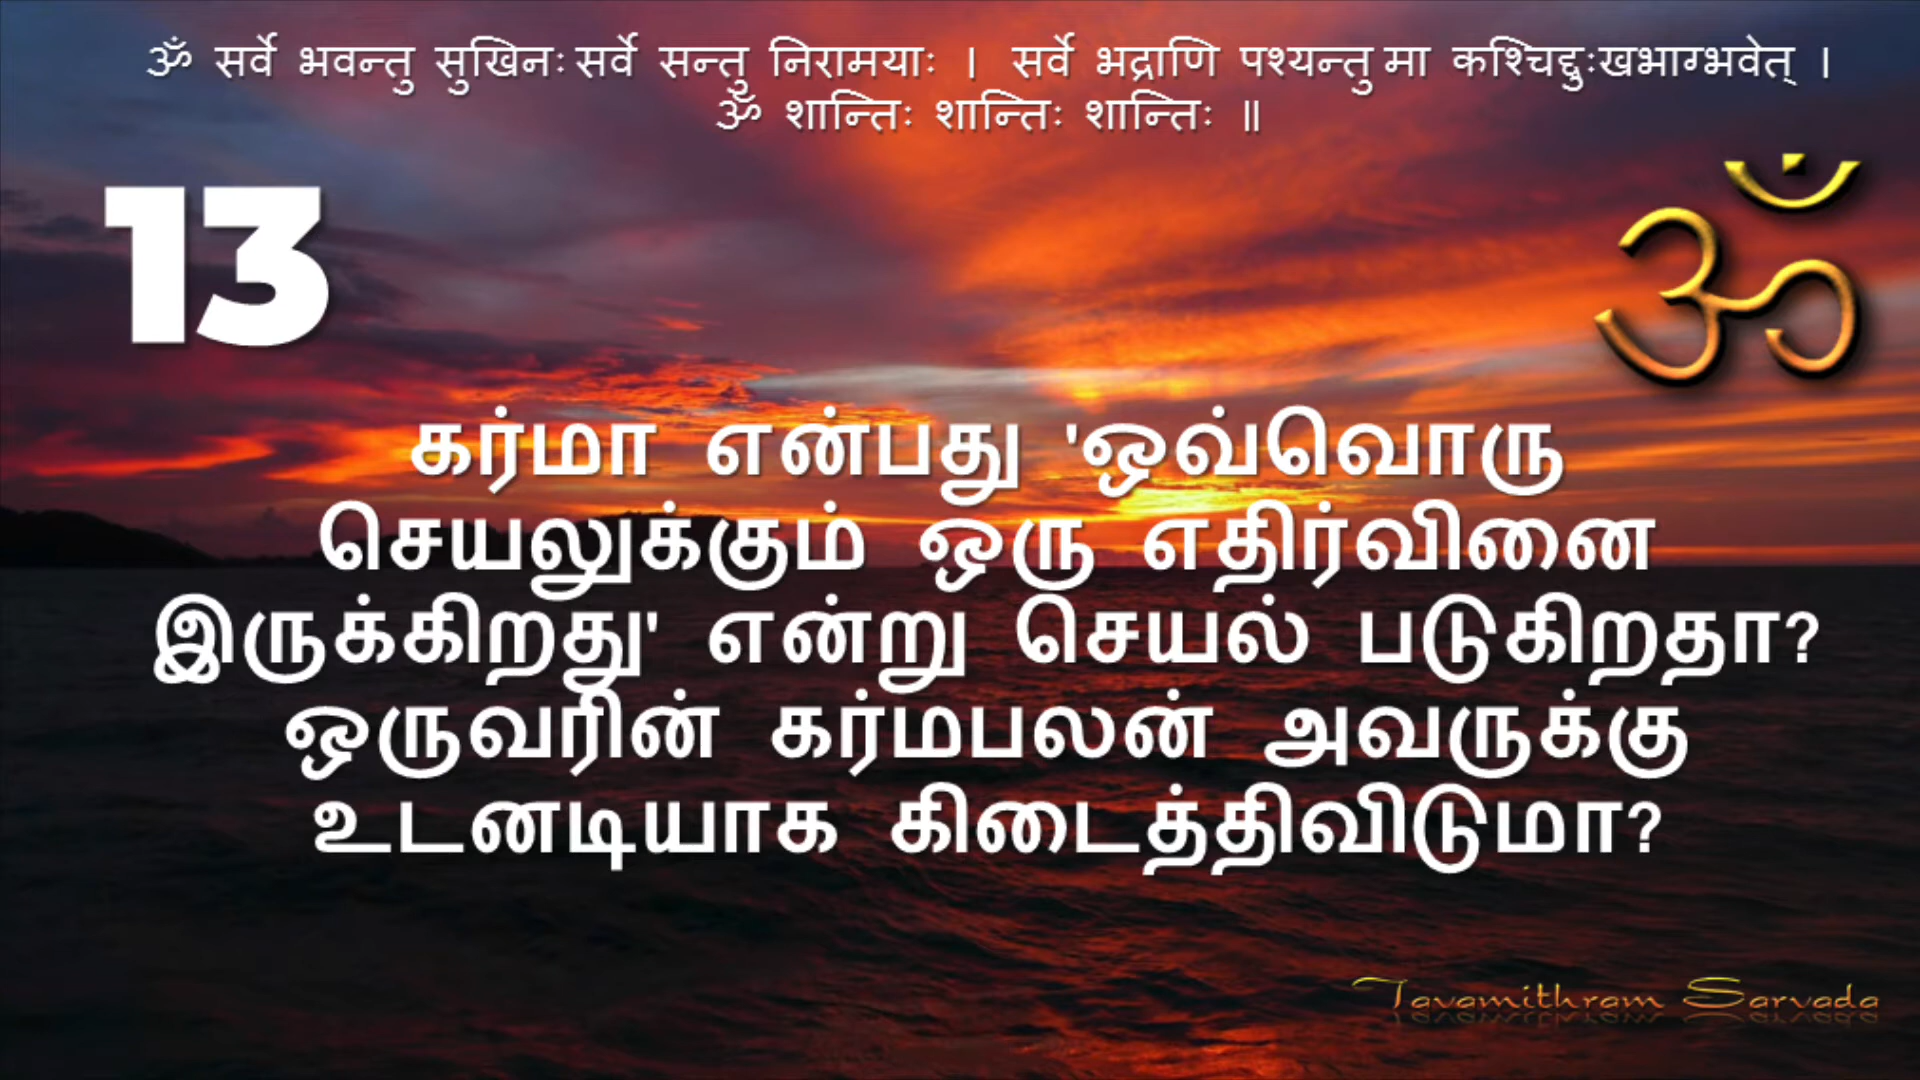 ॐ सर्वे भवन्तु सुखिनः सर्वे सन्तु निरामयाः । सर्वे भद्राणि पश्यन्तु मा कश्चिद्दुःखभाग्भवेत् ।
ॐ शान्तिः शान्तिः शान्तिः ॥
13
ॐ
கர்மா என்பது 'ஒவ்வொரு
செயலுக்கும் ஒரு எதிர்வினை
இருக்கிறது' என்று செயல் படுகிறதா?
ஒருவரின் கர்மபலன் அவருக்கு
உடனடியாக கிடைத்திவிடுமா?
Tavamithram Sarvada